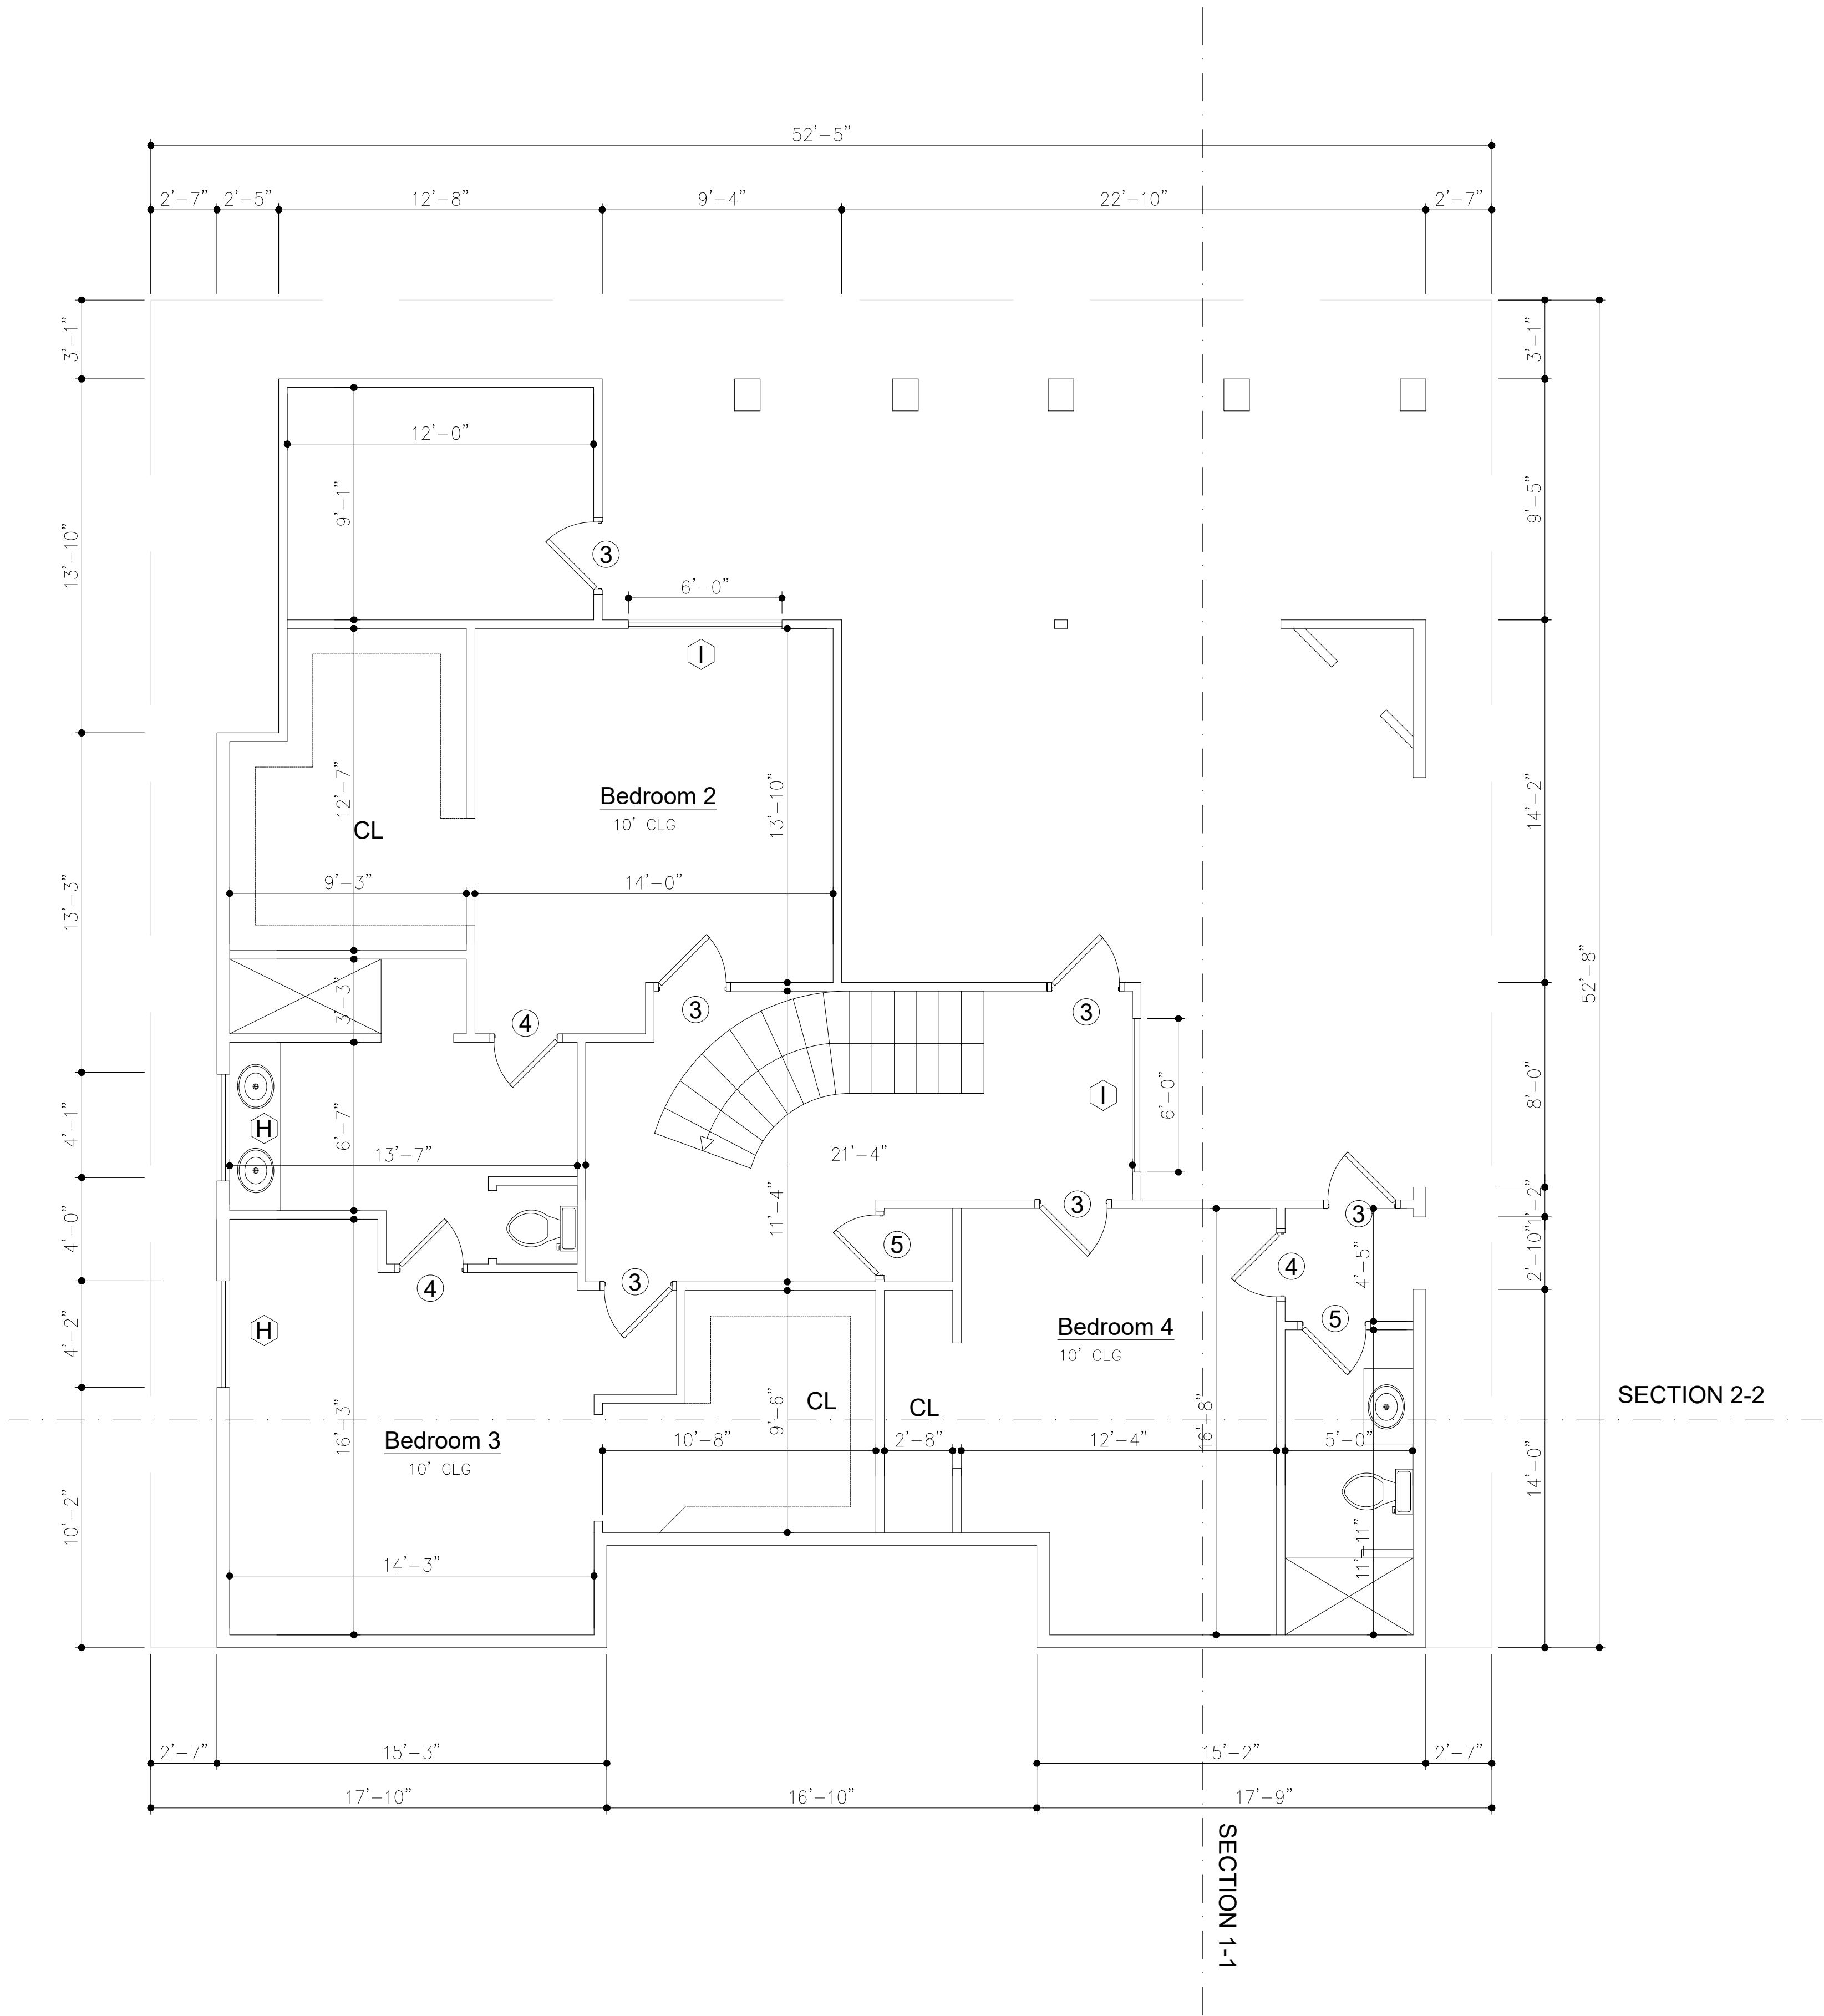 52'-5"
2'-7" 2'-5" 12'-8" 9'-4" 22'-10" 2'-7"
3'-1" 3'-1"
12'-0"
9'-1" 9'-5"
13'-10"
3
6'-0"
I
12'-7" 13'-10" 14'-2"
Bedroom 2
10' CLG
CL
9'-3" 14'-0"
13'-3"
52'-8"
3'-3" 4 3 3
I 6'-0" 8'-0"
H 4'-1"
6'-7"
13'-7" 21'-4"
11'-4" 3 3 1'-2"
4'-0" 5 4 4'-5" 2'-10"
4 3
H 4'-2"
Bedroom 4
10' CLG
5
SECTION 2-2
CL CL
16'-3" 9'-6" 16'-8"
Bedroom 3
10' CLG
10'-8" 2'-8" 12'-4" 5'-0"
10'-2" 14'-0"
11'-11"
14'-3"
2'-7" 15'-3" 15'-2" 2'-7"
17'-10" 16'-10" 17'-9"
SECTION 1-1